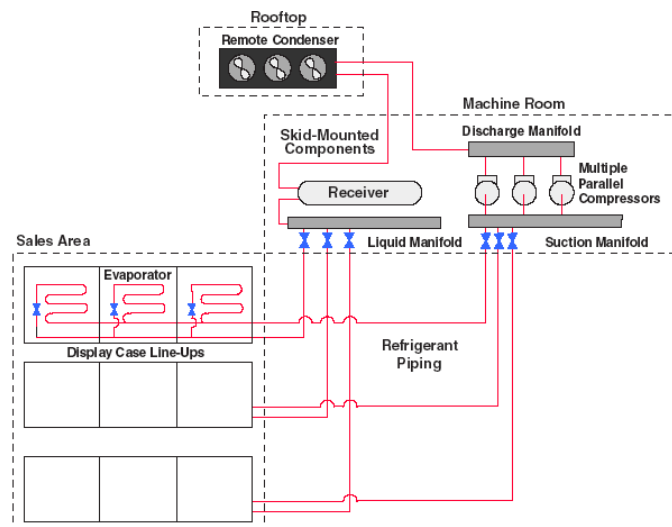 Rooftop
Remote Condenser
Machine Room
Skid-Mounted
Components
Discharge Manifold
Multiple
Parallel
Compressors
Receiver
Liquid Manifold
Suction Manifold
Sales Area
Evaporator
Display Case Line-Ups
Refrigerant
Piping